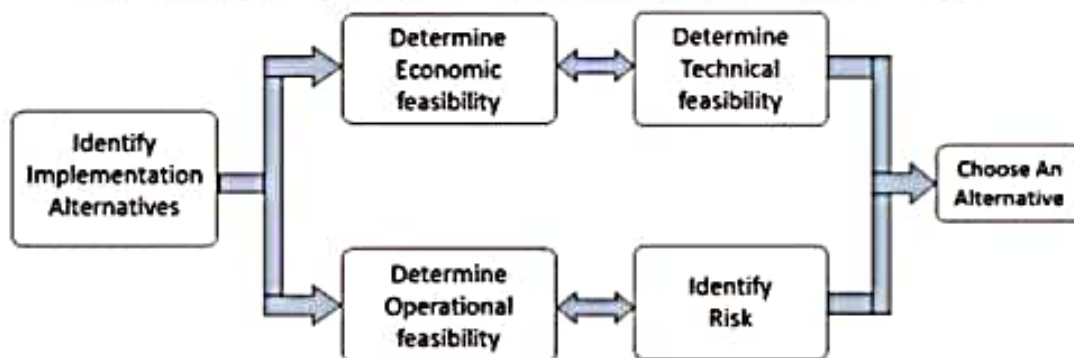 Identify
Implementation
Alternatives
Determine
Economic
feasibility
Determine
Technical
feasibility
Determine
Operational
feasibility
Identify
Risk
Choose An
Alternative